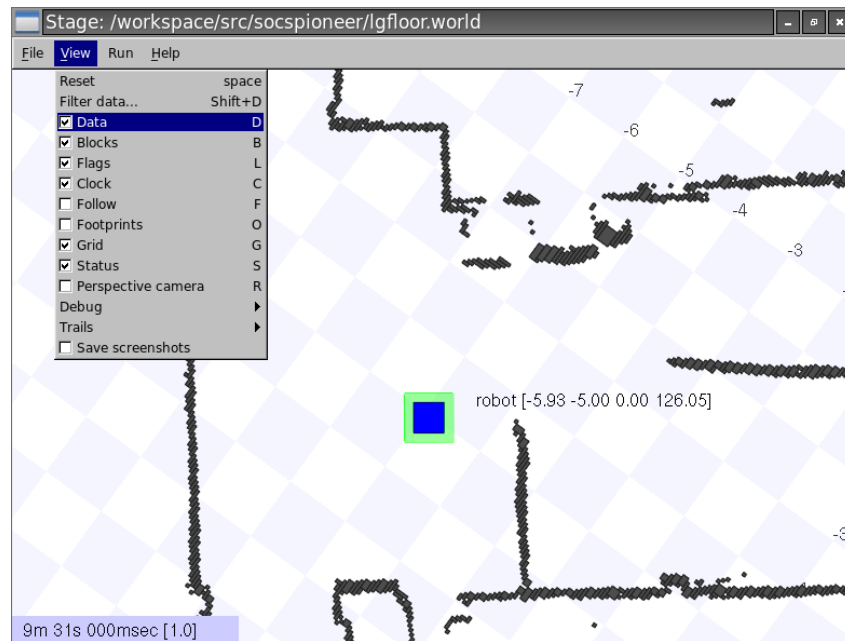 Stage: /workspace/src/socspioneer/lgfloor.world
File View Run Help
Reset space
Filter data... Shift+D
Data D
Blocks B
Flags L
Clock C
Follow F
Footprints O
Grid G
Status S
Perspective camera R
Debug
Trails
Save screenshots
-7
-6
-5
-4
-3
robot [-5.93 -5.00 0.00 126.05]
9m 31s 000msec [1.0]